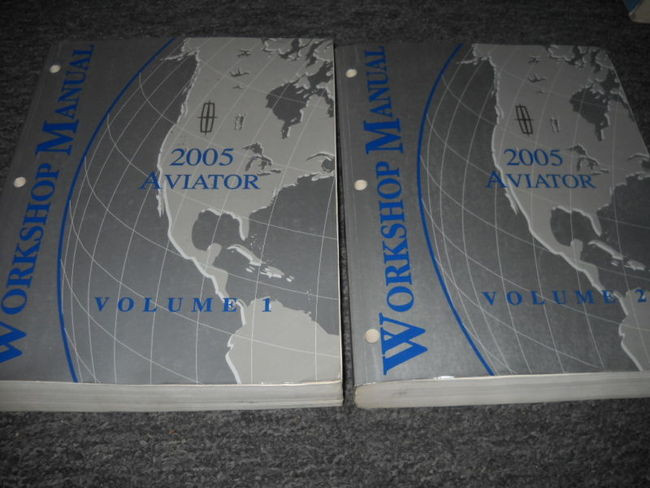 WORKSHOP MANUAL
2005
AVIATOR
VOLUME 1
WORKSHOP MANUAL
2005
AVIATOR
VOLUME 2